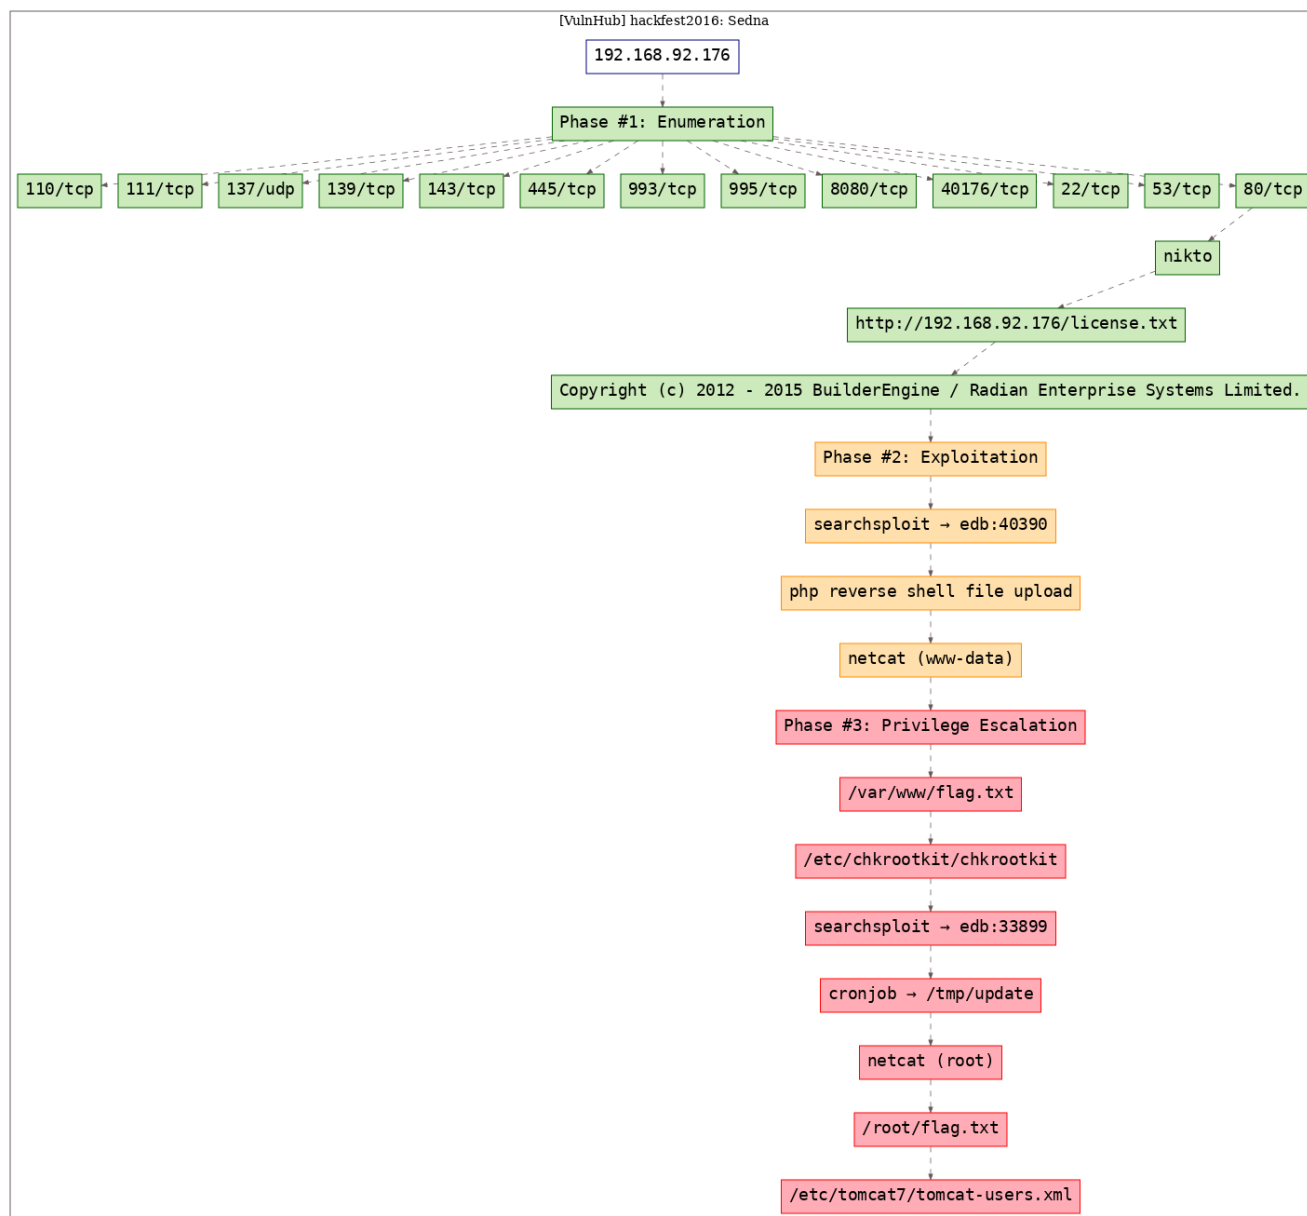 [VulnHub] hackfest2016: Sedna
192.168.92.176
Phase #1: Enumeration
110/tcp
111/tcp
137/udp
139/tcp
143/tcp
445/tcp
993/tcp
995/tcp
8080/tcp
40176/tcp
22/tcp
53/tcp
80/tcp
nikto
http://192.168.92.176/license.txt
Copyright (c) 2012 - 2015 BuilderEngine / Radian Enterprise Systems Limited.
Phase #2: Exploitation
searchsploit → edb:40390
php reverse shell file upload
netcat (www-data)
Phase #3: Privilege Escalation
/var/www/flag.txt
/etc/chkrootkit/chkrootkit
searchsploit → edb:33899
cronjob → /tmp/update
netcat (root)
/root/flag.txt
/etc/tomcat7/tomcat-users.xml